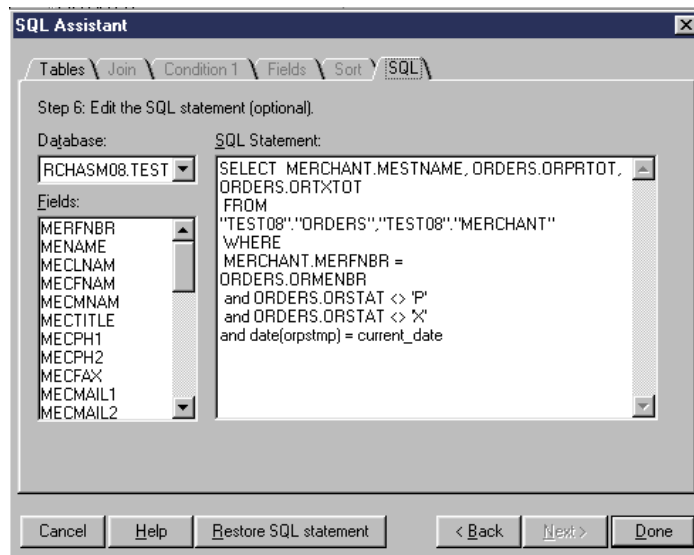 SQL Assistant
Tables Join Condition 1 Fields Sort SQL
Step 6: Edit the SQL statement (optional).
Database:
RCHASM08.TEST
Fields:
MERFNBR
MENAME
MECLNAM
MECFNAM
MECMNAM
MECTITLE
MECPH1
MECPH2
MECFAX
MECMAIL1
MECMAIL2
SQL Statement:
SELECT MERCHANT.MESTNAME, ORDERS.ORPRTOT,
ORDERS.ORTXTOT
FROM
"TEST08"."ORDERS","TEST08"."MERCHANT"
WHERE
MERCHANT.MERFNBR =
ORDERS.ORMENBR
and ORDERS.ORSTAT <> 'P'
and ORDERS.ORSTAT <> 'X'
and date(orpstmp) = current_date
Cancel Help Restore SQL statement < Back Next > Done